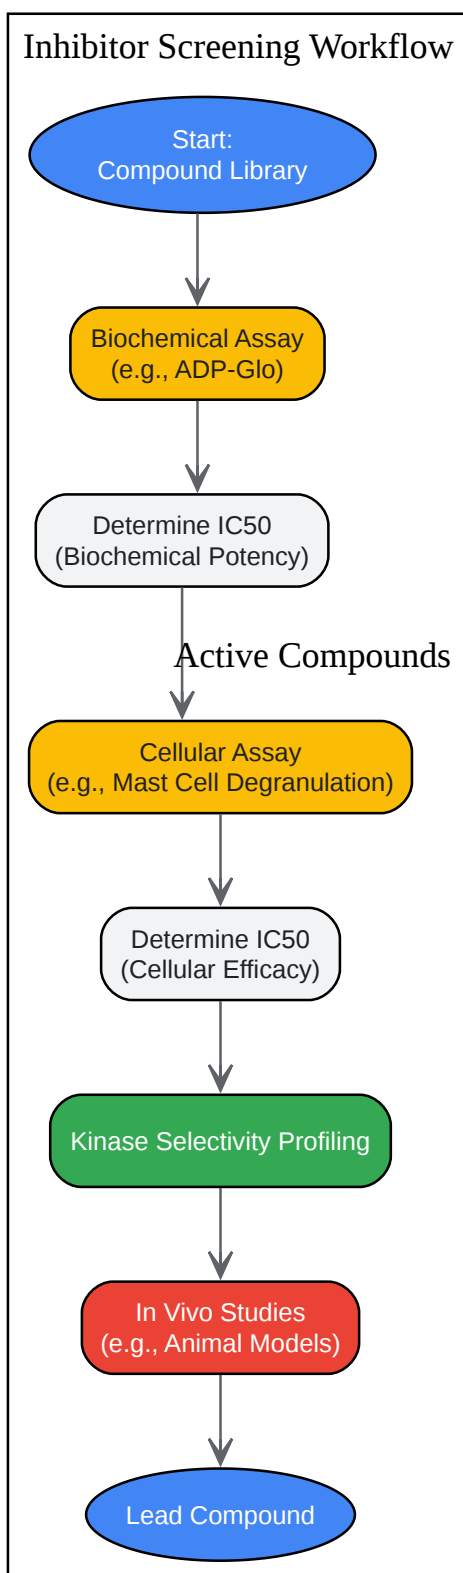 Inhibitor Screening Workflow
Start:
Compound Library
Biochemical Assay
(e.g., ADP-Glo)
Determine IC50
(Biochemical Potency)
Active Compounds
Cellular Assay
(e.g., Mast Cell Degranulation)
Determine IC50
(Cellular Efficacy)
Kinase Selectivity Profiling
In Vivo Studies
(e.g., Animal Models)
Lead Compound